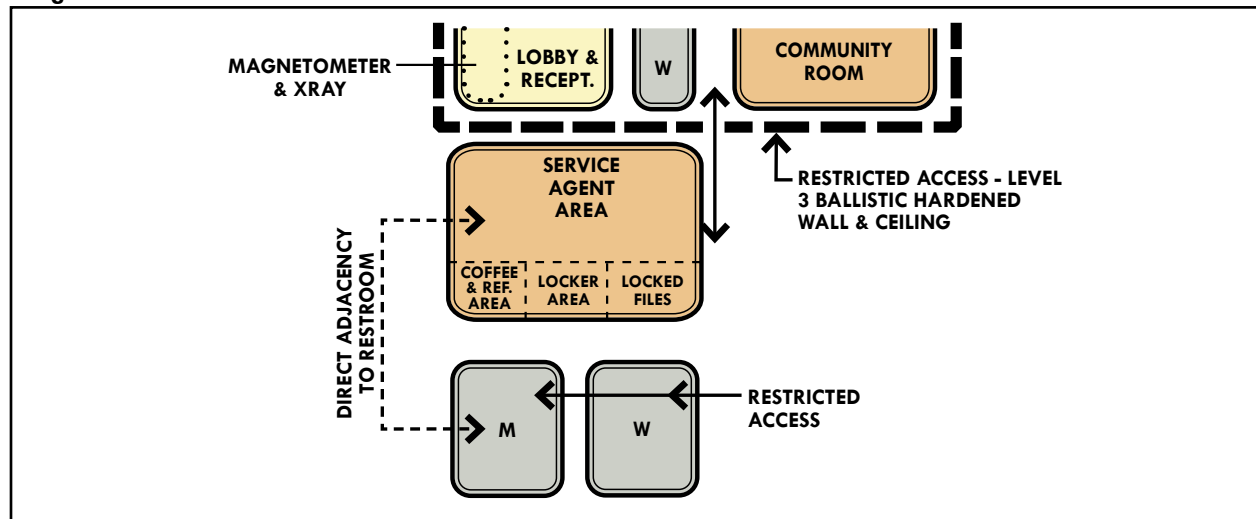 MAGNETOMETER
& XRAY
LOBBY &
RECEPT.
W
COMMUNITY
ROOM
SERVICE
AGENT
AREA
RESTRICTED ACCESS - LEVEL
3 BALLISTIC HARDENED
WALL & CEILING
COFFEE
& REF.
AREA
LOCKER
AREA
LOCKED
FILES
DIRECT ADJACENCY
TO RESTROOM
M
W
RESTRICTED
ACCESS